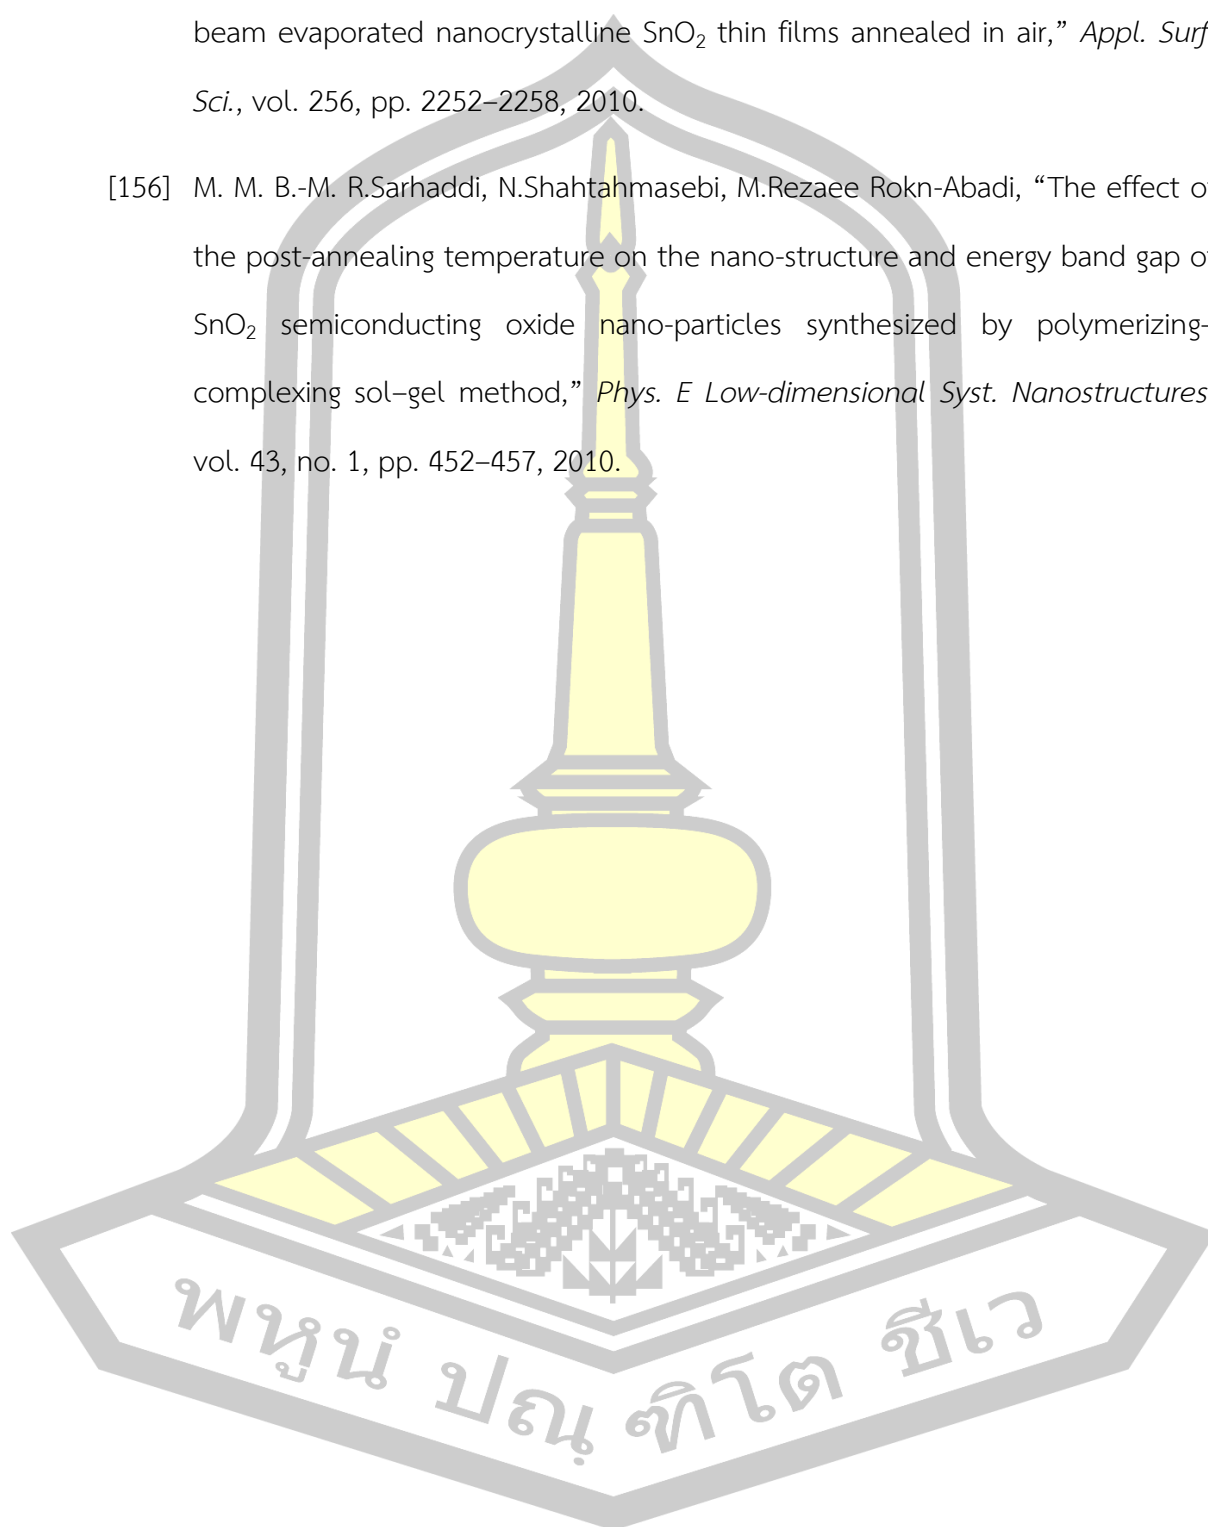 beam evaporated nanocrystalline SnO₂ thin films annealed in air,” Appl. Surf
Sci., vol. 256, pp. 2252–2258, 2010.
[156] M. M. B.-M. R.Sarhaddi, N.Shahtahmasebi, M.Rezaee Rokn-Abadi, “The effect of
the post-annealing temperature on the nano-structure and energy band gap of
SnO₂ semiconducting oxide nano-particles synthesized by polymerizing-
complexing sol–gel method,” Phys. E Low-dimensional Syst. Nanostructures
vol. 43, no. 1, pp. 452–457, 2010.
พหูนํ ปณฺฑิโต ชีเว